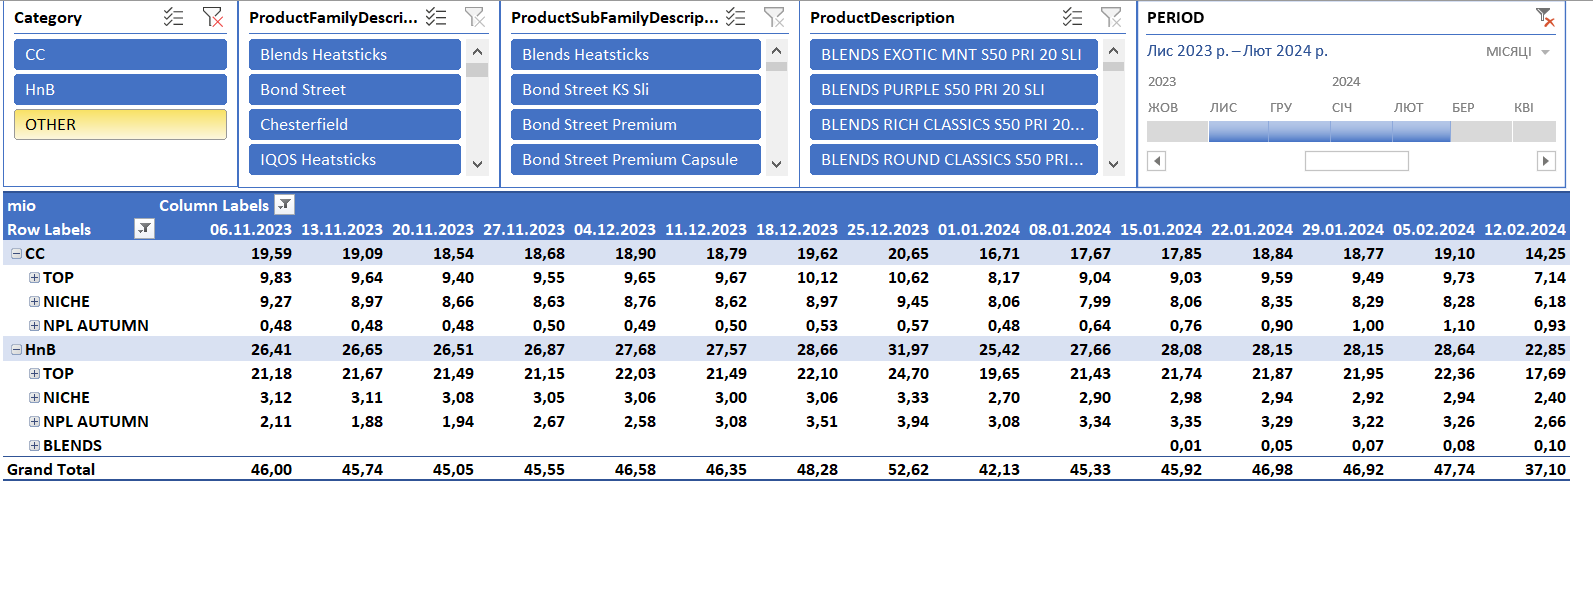 Category
CC
HnB
OTHER
ProductFamilyDescri...
Blends Heatsticks
Bond Street
Chesterfield
IQOS Heatsticks
ProductSubFamilyDescrip...
Blends Heatsticks
Bond Street KS Sli
Bond Street Premium
Bond Street Premium Capsule
ProductDescription
BLENDS EXOTIC MNT S50 PRI 20 SLI
BLENDS PURPLE S50 PRI 20 SLI
BLENDS RICH CLASSICS S50 PRI 20...
BLENDS ROUND CLASSICS S50 PRI...
PERIOD
Лис 2023 р. – Лют 2024 р. МІСЯЦІ
2023 2024
ЖОВ ЛИС ГРУ СІЧ ЛЮТ БЕР КВІ
mio Column Labels
Row Labels 06.11.2023 13.11.2023 20.11.2023 27.11.2023 04.12.2023 11.12.2023 18.12.2023 25.12.2023 01.01.2024 08.01.2024 15.01.2024 22.01.2024 29.01.2024 05.02.2024 12.02.2024
CC 19,59 19,09 18,54 18,68 18,90 18,79 19,62 20,65 16,71 17,67 17,85 18,84 18,77 19,10 14,25
TOP 9,83 9,64 9,40 9,55 9,65 9,67 10,12 10,62 8,17 9,04 9,03 9,59 9,49 9,73 7,14
NICHE 9,27 8,97 8,66 8,63 8,76 8,62 8,97 9,45 8,06 7,99 8,06 8,35 8,29 8,28 6,18
NPL AUTUMN 0,48 0,48 0,48 0,50 0,49 0,50 0,53 0,57 0,48 0,64 0,76 0,90 1,00 1,10 0,93
HnB 26,41 26,65 26,51 26,87 27,68 27,57 28,66 31,97 25,42 27,66 28,08 28,15 28,15 28,64 22,85
TOP 21,18 21,67 21,49 21,15 22,03 21,49 22,10 24,70 19,65 21,43 21,74 21,87 21,95 22,36 17,69
NICHE 3,12 3,11 3,08 3,05 3,06 3,00 3,06 3,33 2,70 2,90 2,98 2,94 2,92 2,94 2,40
NPL AUTUMN 2,11 1,88 1,94 2,67 2,58 3,08 3,51 3,94 3,08 3,34 3,35 3,29 3,22 3,26 2,66
BLENDS 0,01 0,05 0,07 0,08 0,10
Grand Total 46,00 45,74 45,05 45,55 46,58 46,35 48,28 52,62 42,13 45,33 45,92 46,98 46,92 47,74 37,10